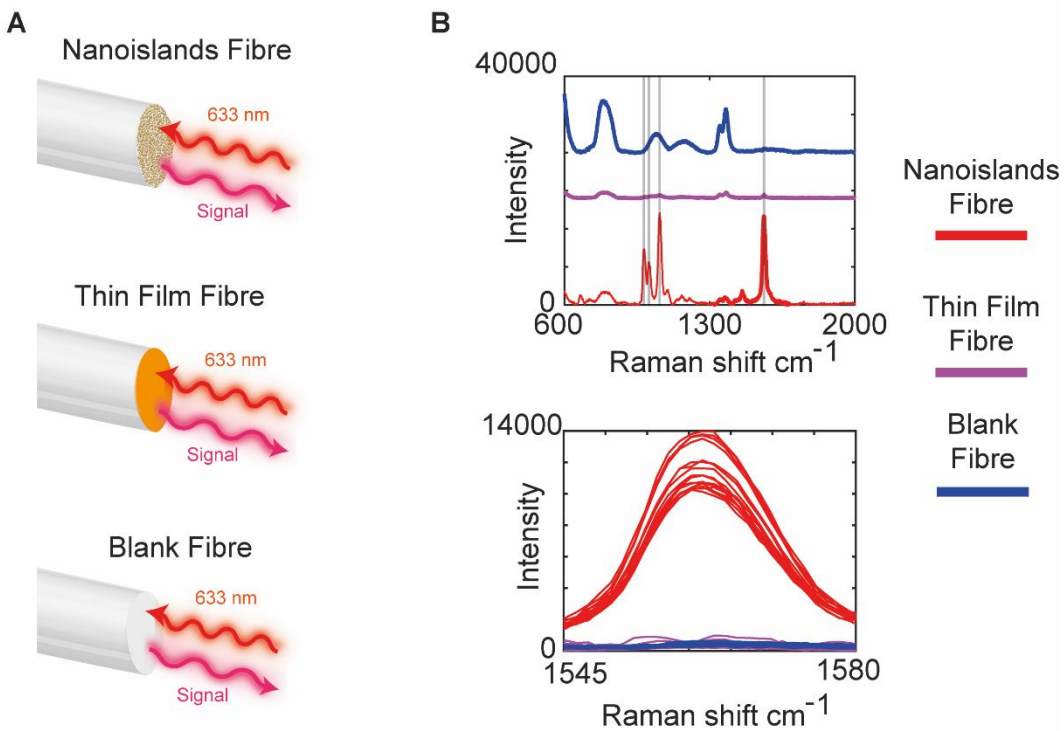 A
Nanoislands Fibre
633 nm
Signal
Thin Film Fibre
633 nm
Signal
Blank Fibre
633 nm
Signal
B
40000
Intensity
0
600
1300
2000
Raman shift cm⁻¹
14000
Intensity
0
1545
1580
Raman shift cm⁻¹
Nanoislands
Fibre
Thin Film
Fibre
Blank
Fibre